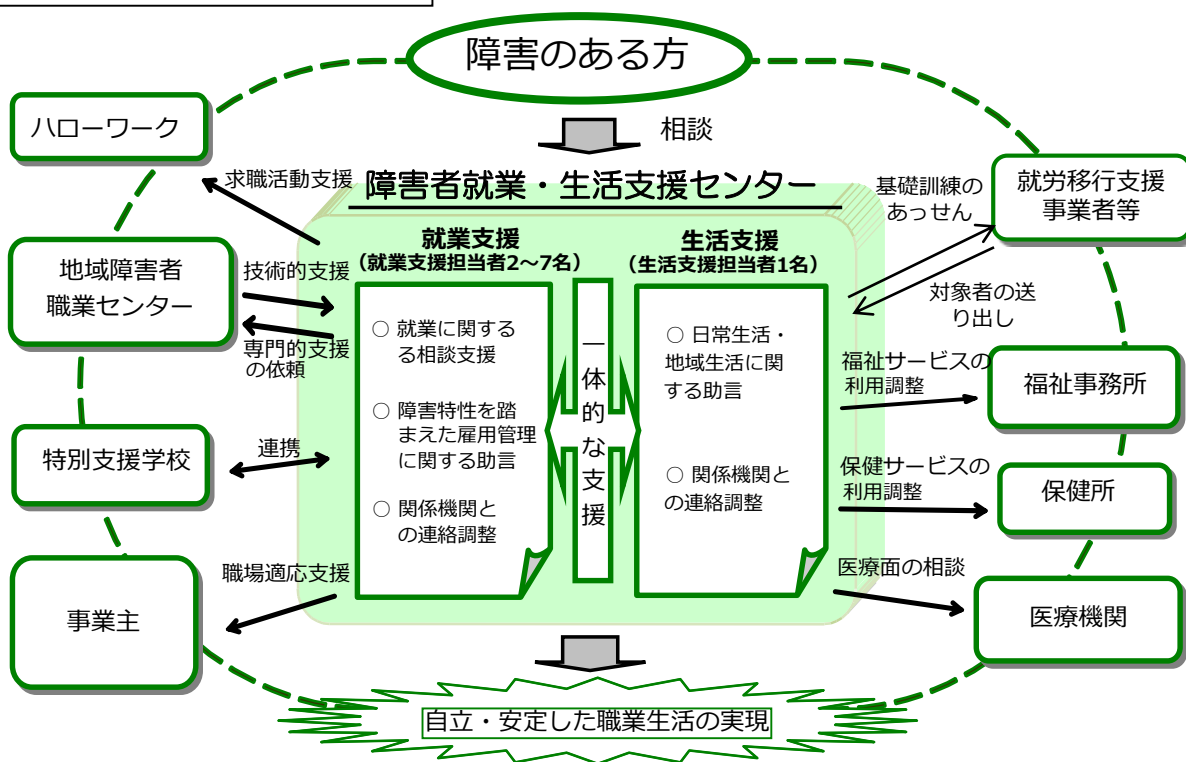 障害のある方
相談
ハローワーク
求職活動支援
障害者就業・生活支援センター
基礎訓練の
あっせん
就労移行支援
事業者等
地域障害者
職業センター
技術的支援
専門的支援
の依頼
就業支援
(就業支援担当者2~7名)
生活支援
(生活支援担当者1名)
対象者の送
り出し
○ 就業に関する
る相談支援
○ 障害特性を踏
まえた雇用管理
に関する助言
○ 関係機関と
の連絡調整
一体的な支援
○ 日常生活・
地域生活に関
する助言
○ 関係機関と
の連絡調整
福祉サービスの
利用調整
福祉事務所
特別支援学校
連携
保健サービスの
利用調整
保健所
事業主
職場適応支援
医療面の相談
医療機関
自立・安定した職業生活の実現